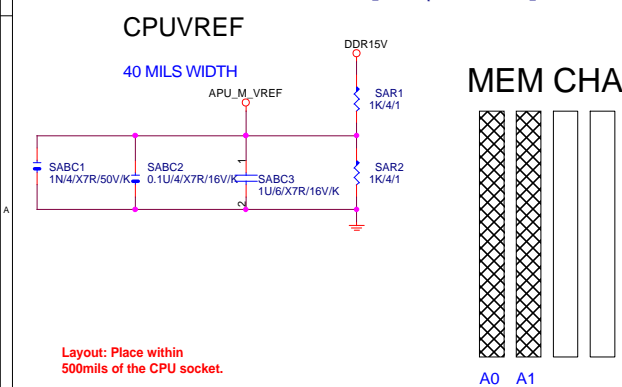 CPUVREF
DDR15V
40 MILS WIDTH
APU_M_VREF
MEM CHA
SAR1
1K/4/1
1
SABC1
1N/4/X7R/50V/K
SABC2
0.1U/4/X7R/16V/K
SABC3
1U/6/X7R/16V/K
SAR2
1K/4/1
2
A
Layout: Place within
500mils of the CPU socket.
A0 A1